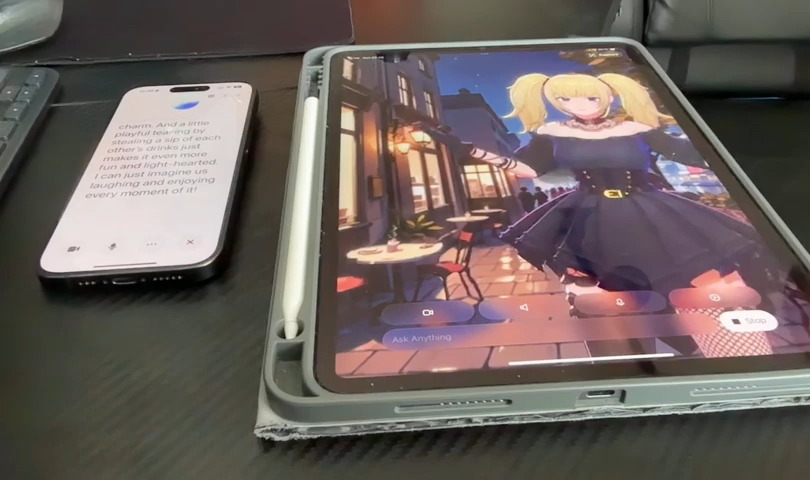 charm. And a little
playful tearing by
stealing a sip of each
other's drinks just
makes it even more
fun and light-hearted.
I can just imagine us
laughing and enjoying
every moment of it!
Ask Anything
Stop